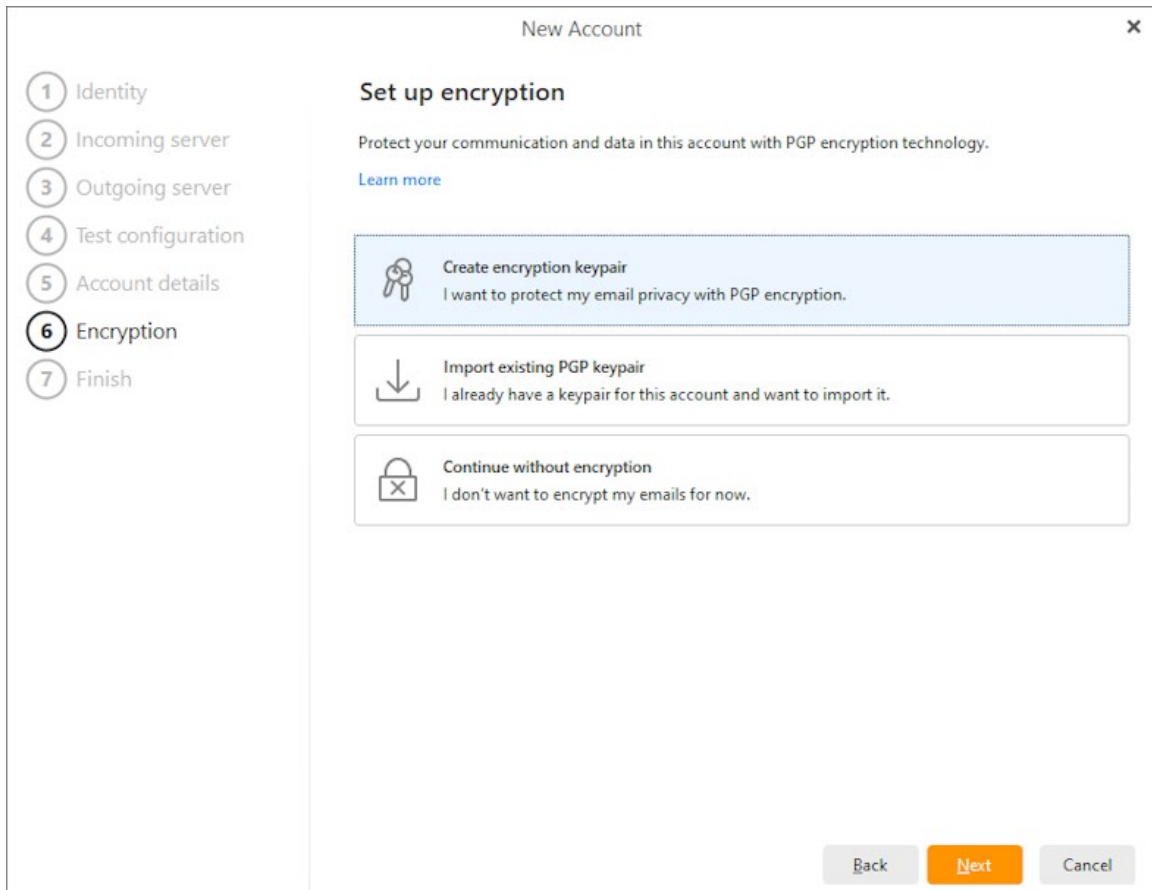 New Account
1 Identity
2 Incoming server
3 Outgoing server
4 Test configuration
5 Account details
6 Encryption
7 Finish
Set up encryption
Protect your communication and data in this account with PGP encryption technology.
Learn more
Create encryption keypair
I want to protect my email privacy with PGP encryption.
Import existing PGP keypair
I already have a keypair for this account and want to import it.
Continue without encryption
I don't want to encrypt my emails for now.
Back
Next
Cancel